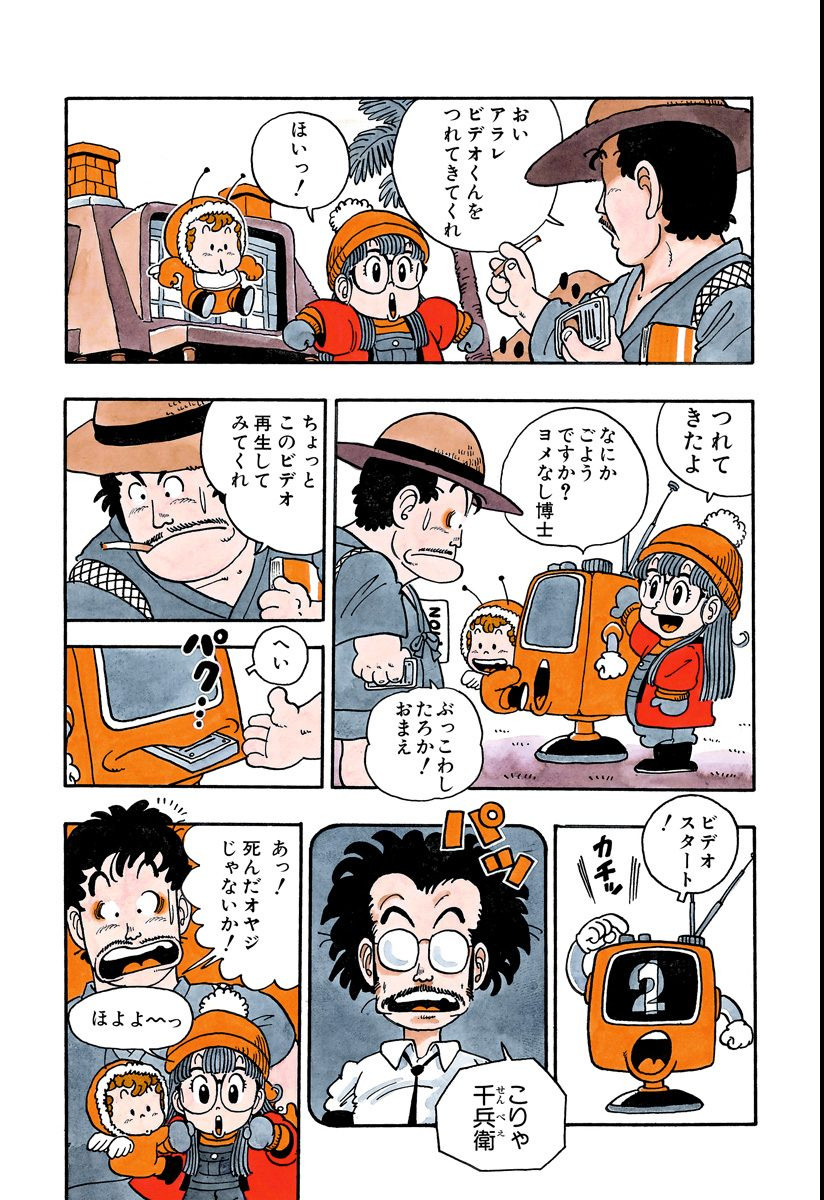 おい
アラレ
ビデオくんを
つれてきてくれ
ほいっ!
つれて
きたよ
なにか
ごよう
ですか?
ヨメなし博士
ぶっこわし
たろか!
おまえ
ちょっと
このビデオ
再生して
みてくれ
へい
パク…
ビデオ
スタート
!
カチッ
2
パッ
こりゃ
千兵衛
せんべえ
あっ!
死んだオヤジ
じゃないか!
ほよよ〜っ